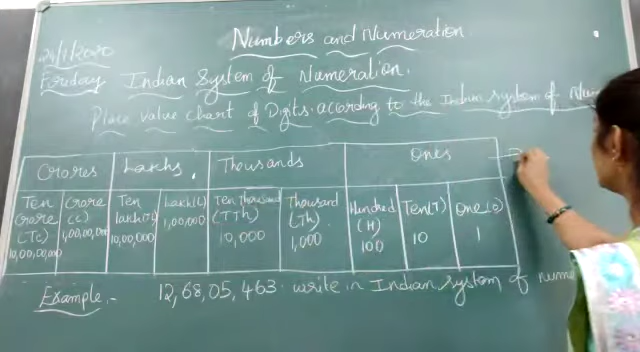 Numbers and Numeration.
24/1/2020
Friday Indian System of Numeration.
Place value chart of Digits. according to the Indian system of
Crores Lakhs, Thousands Ones
Ten Crore (TC) 10,00,00,000 Crore (C) 1,00,00,000 Ten lakh(TL) 10,00,000 Lakh(L) 1,00,000 Ten Thousand (TTh) 10,000 Thousand (Th) 1,000 Hundred (H) 100 Ten(T) 10 One(O) 1
Example:- 12,68,05,463. write in Indian system of